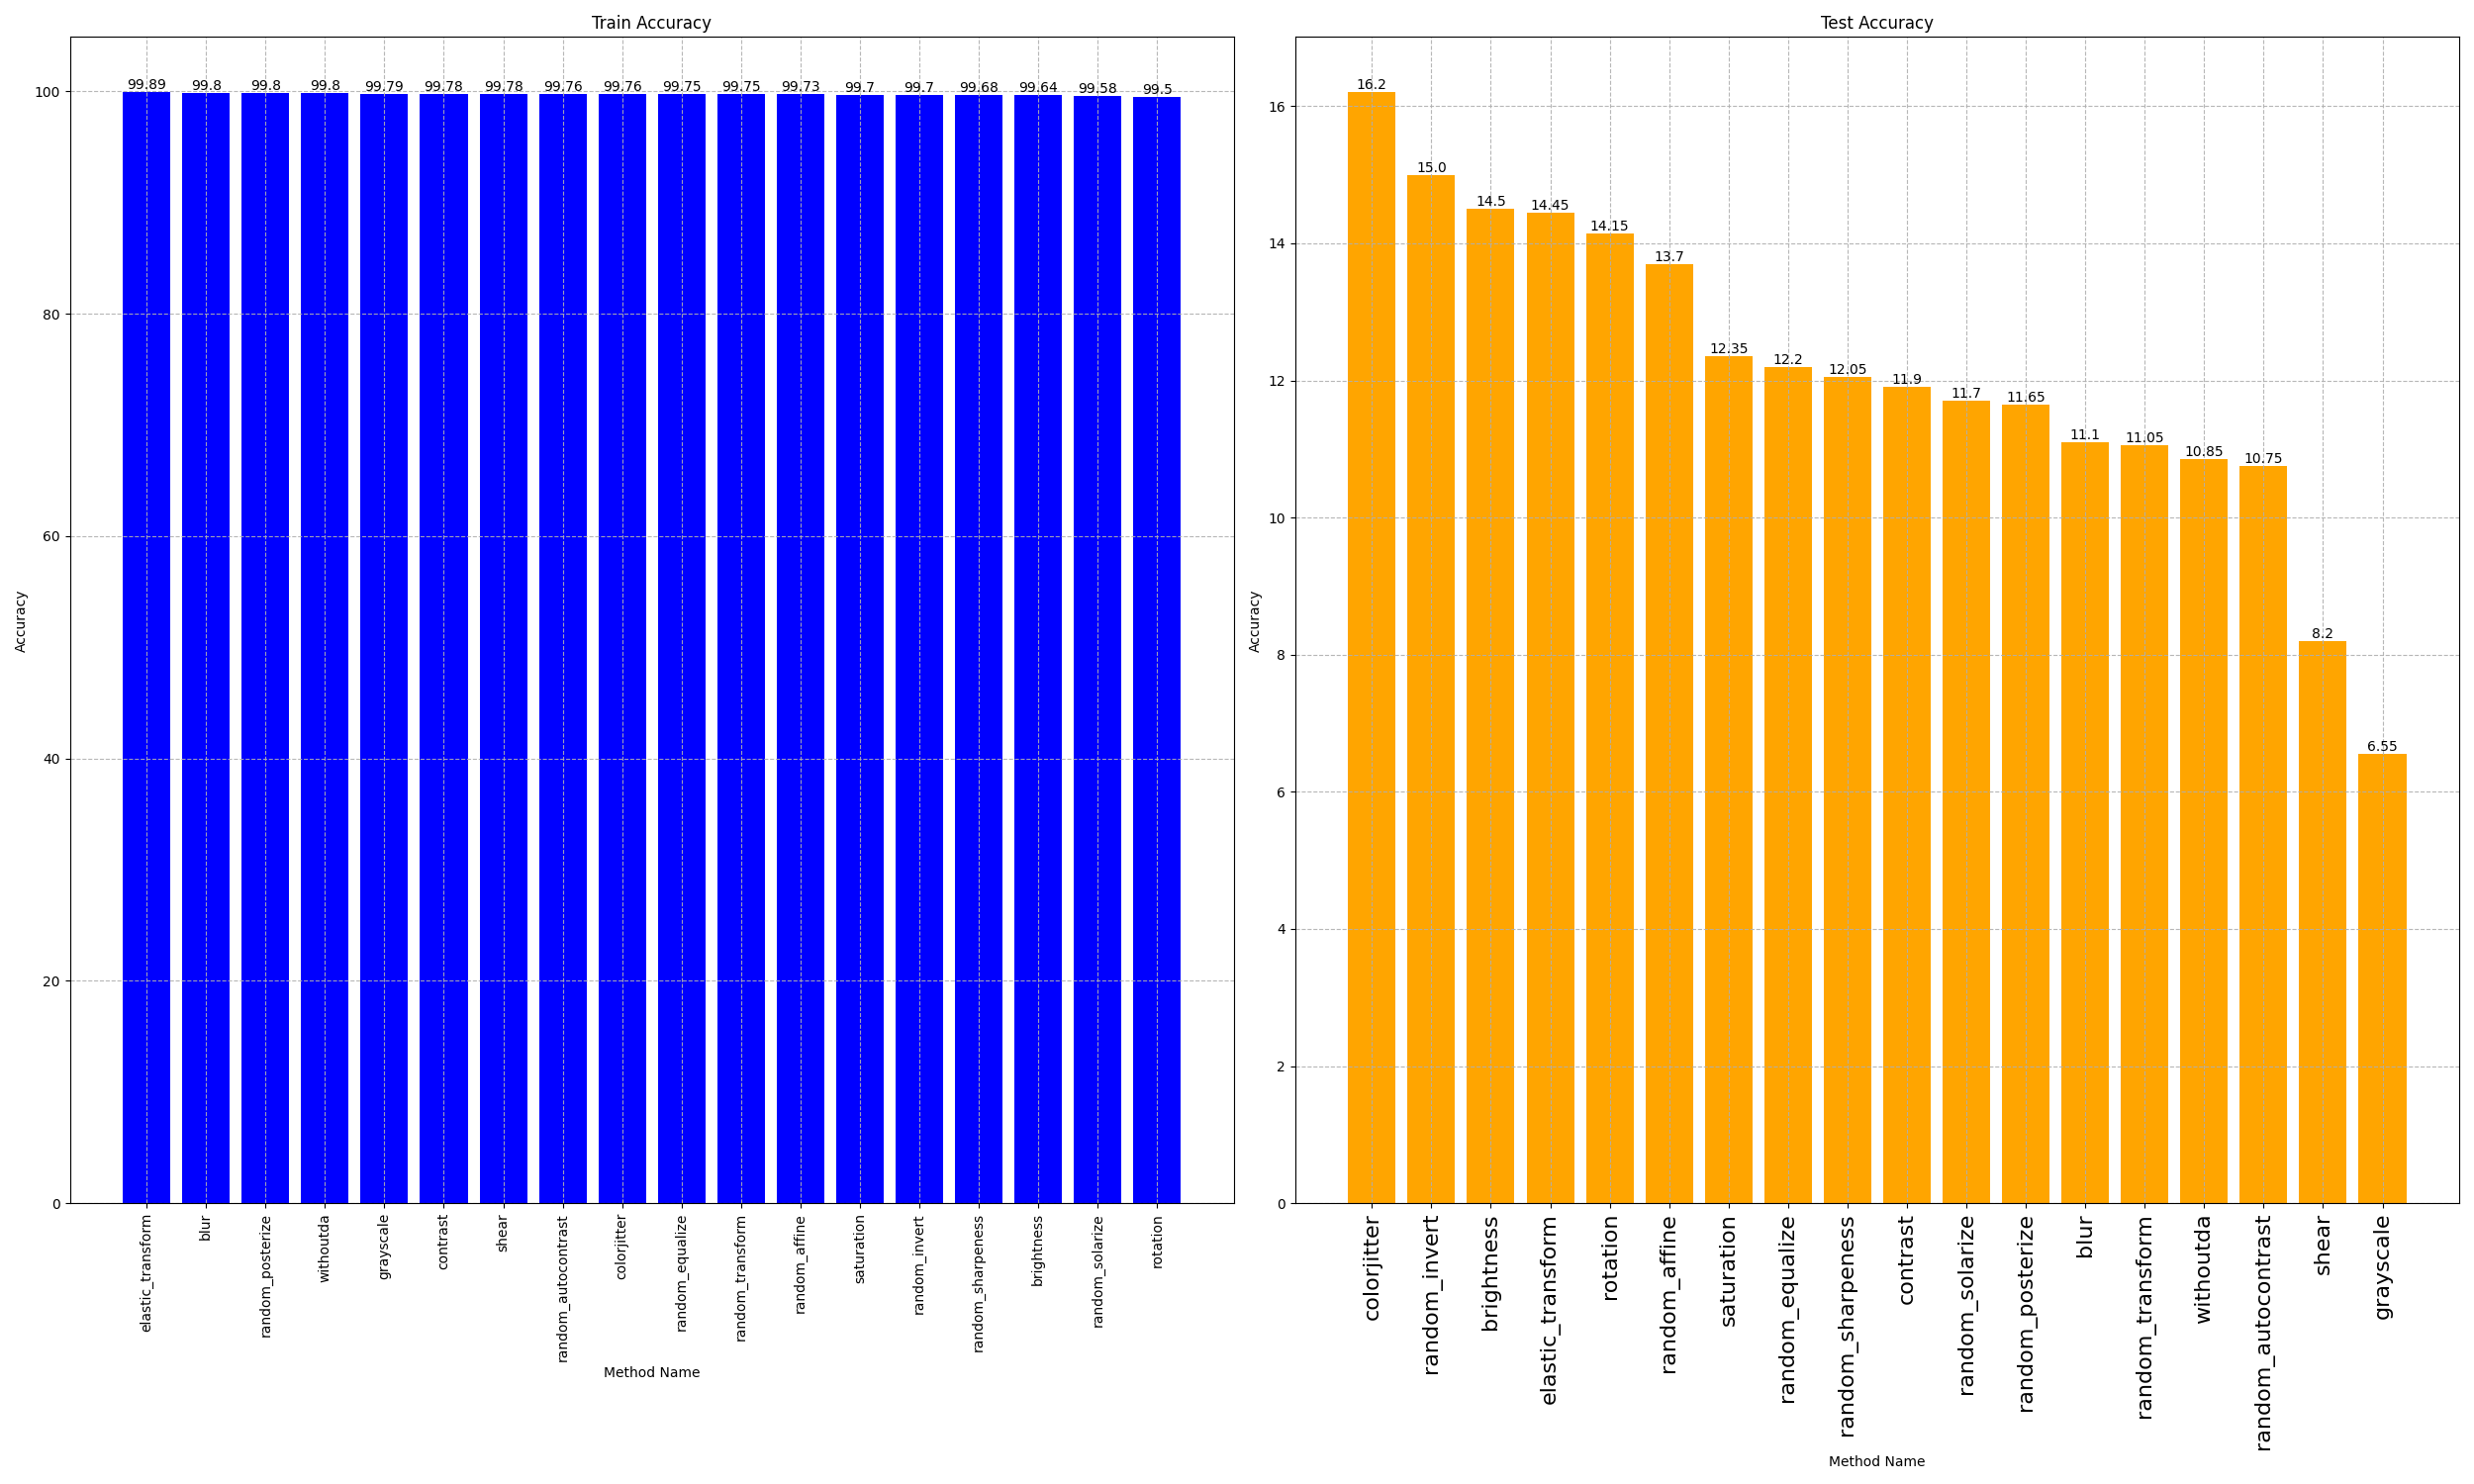 Train Accuracy
99.89
99.8
99.8
99.8
99.79
99.78
99.78
99.76
99.76
99.75
99.75
99.73
99.7
99.7
99.68
99.64
99.58
99.5
100
80
60
40
20
0
Accuracy
elastic_transform
blur
random_posterize
withoutda
grayscale
contrast
shear
random_autocontrast
colorjitter
random_equalize
random_transform
random_affine
saturation
random_invert
random_sharpeness
brightness
random_solarize
rotation
Method Name
Test Accuracy
16.2
15.0
14.5
14.45
14.15
13.7
12.35
12.2
12.05
11.9
11.7
11.65
11.1
11.05
10.85
10.75
8.2
6.55
16
14
12
10
8
6
4
2
0
Accuracy
colorjitter
random_invert
brightness
elastic_transform
rotation
random_affine
saturation
random_equalize
random_sharpeness
contrast
random_solarize
random_posterize
blur
random_transform
withoutda
random_autocontrast
shear
grayscale
Method Name